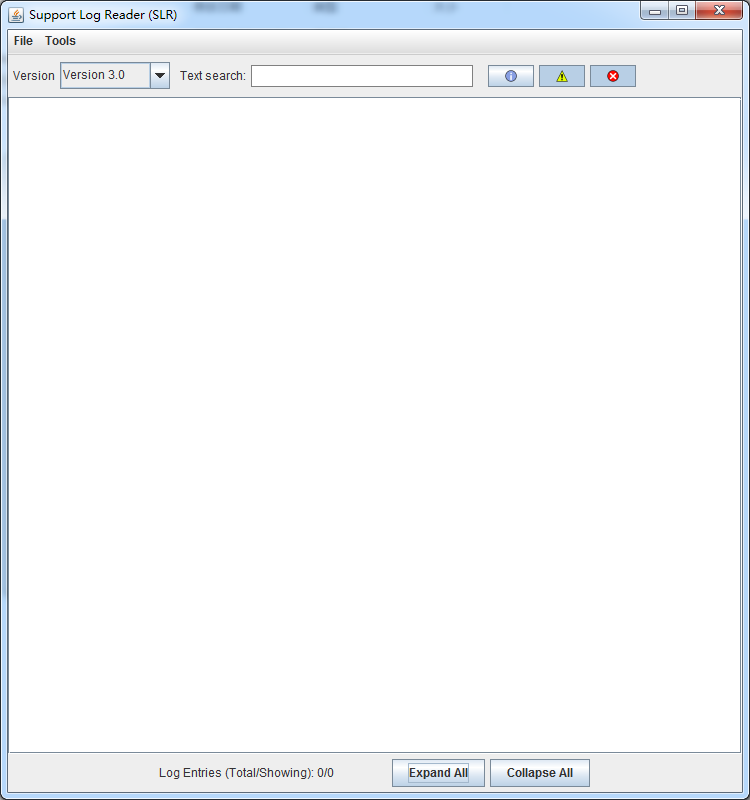 Support Log Reader (SLR)
File Tools
Version Version 3.0 Text search:
Log Entries (Total/Showing): 0/0 Expand All Collapse All